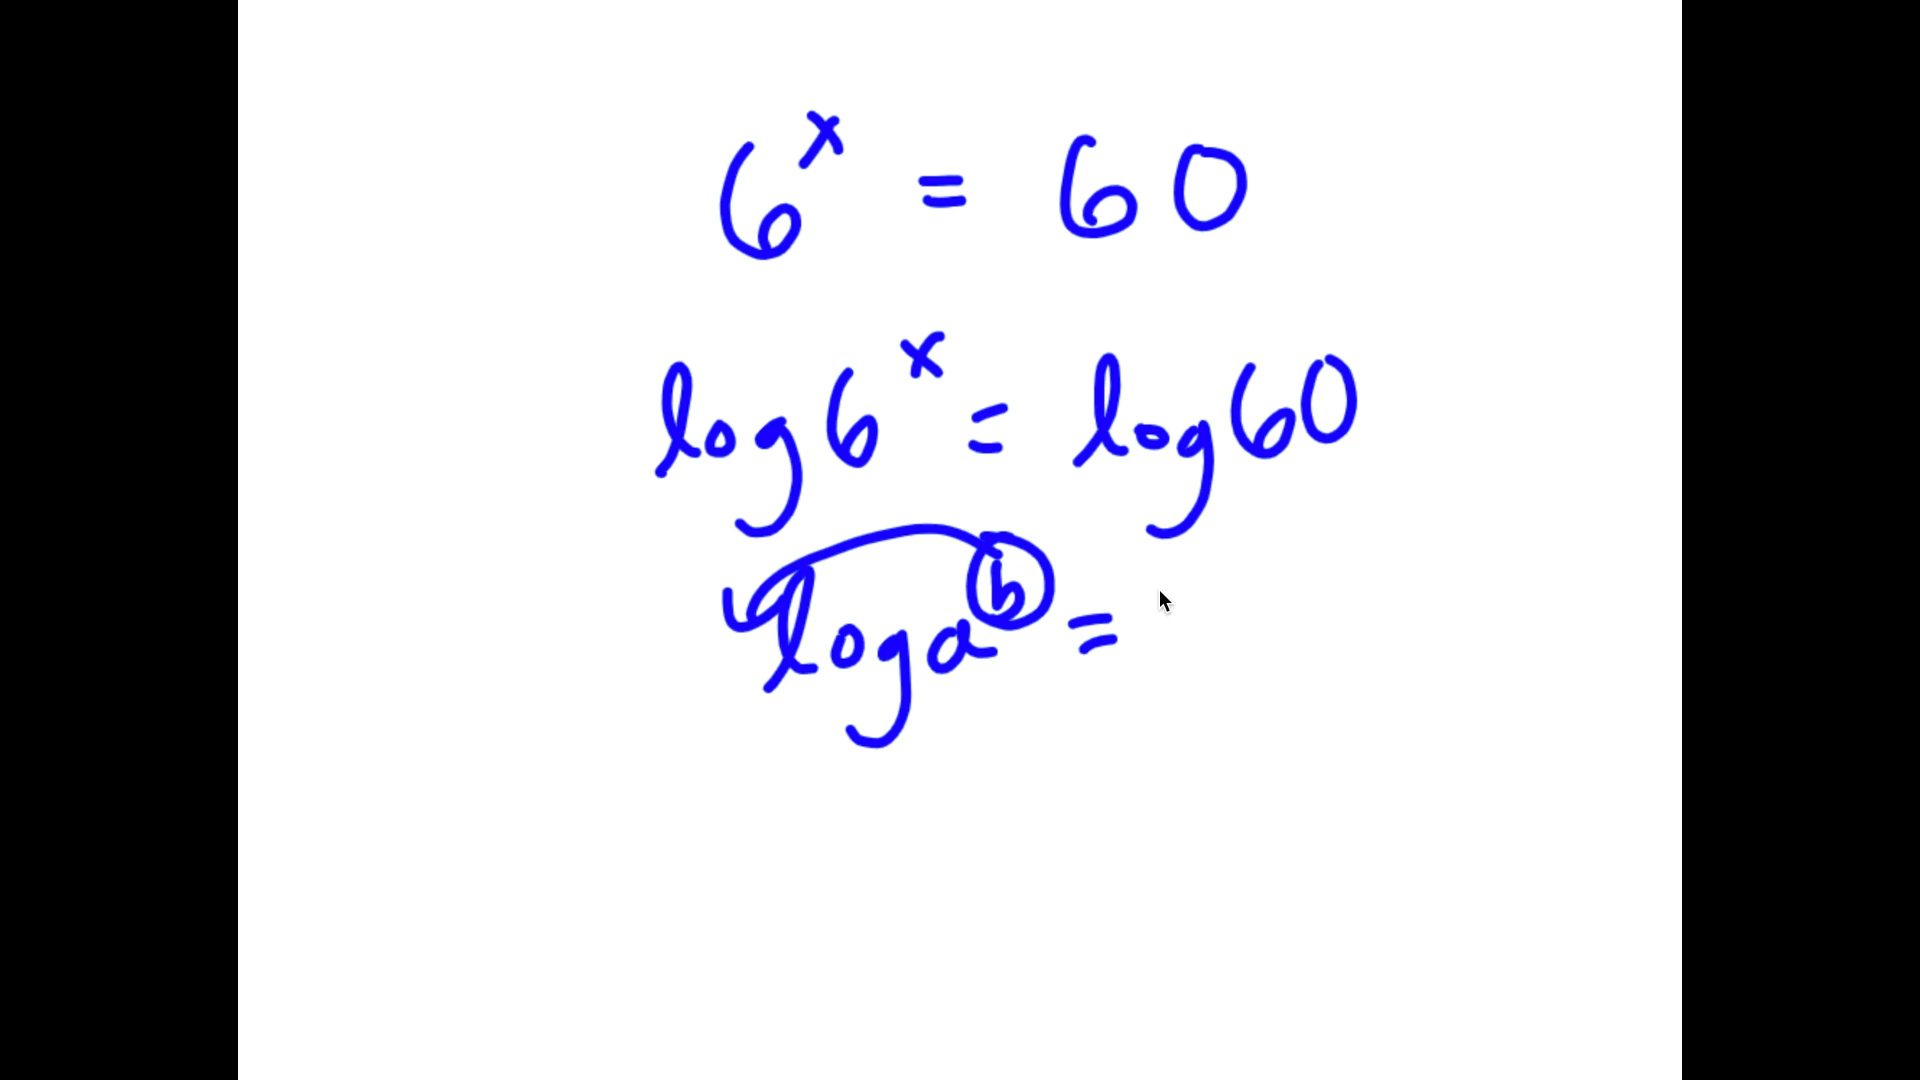 6^x = 60
log 6^x = log 60
log a^b =